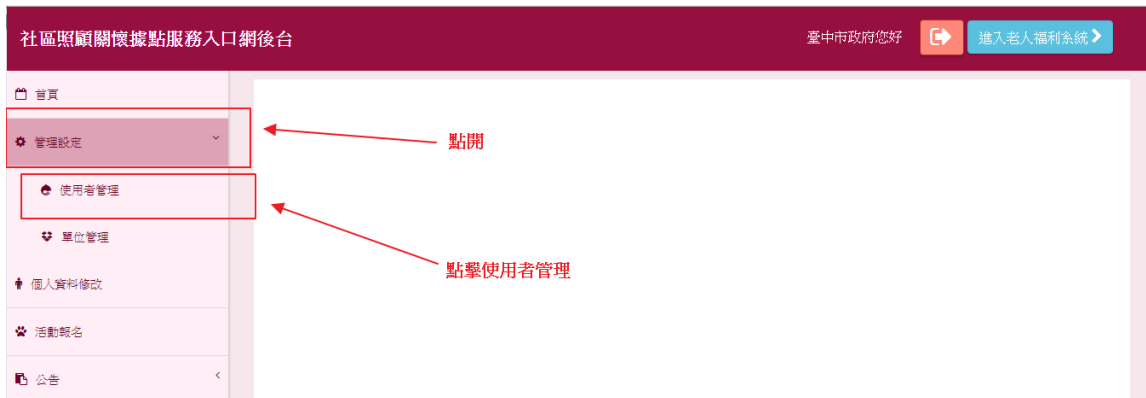 社區照顧關懷據點服務入口網後台
臺中市政府您好
進入老人福利系統
首頁
管理設定
點開
使用者管理
單位管理
點擊使用者管理
個人資料修改
活動報名
公告